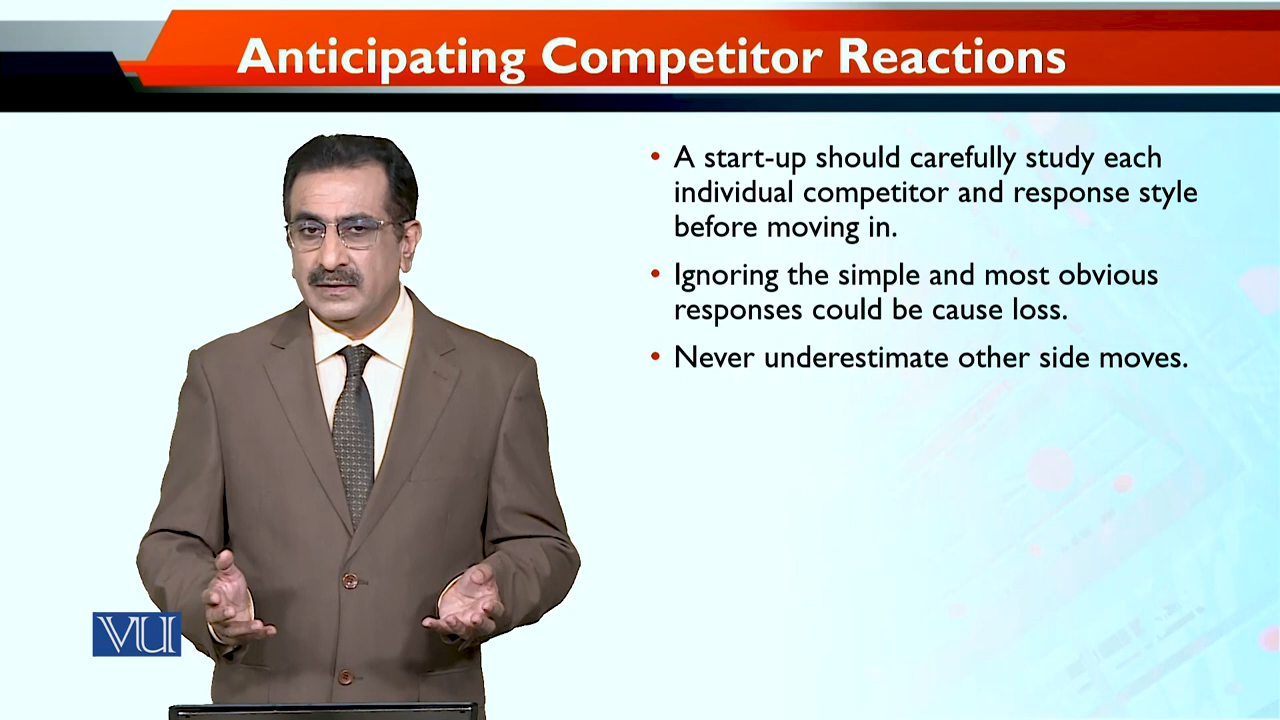 Anticipating Competitor Reactions
• A start-up should carefully study each
individual competitor and response style
before moving in.
• Ignoring the simple and most obvious
responses could be cause loss.
• Never underestimate other side moves.
VU